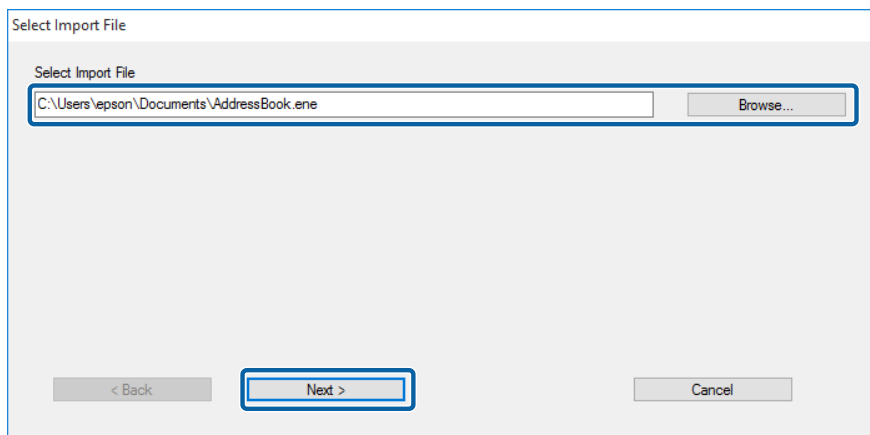 Select Import File
Select Import File
C:\Users\epson\Documents\AddressBook.ene Browse...
< Back Next > Cancel